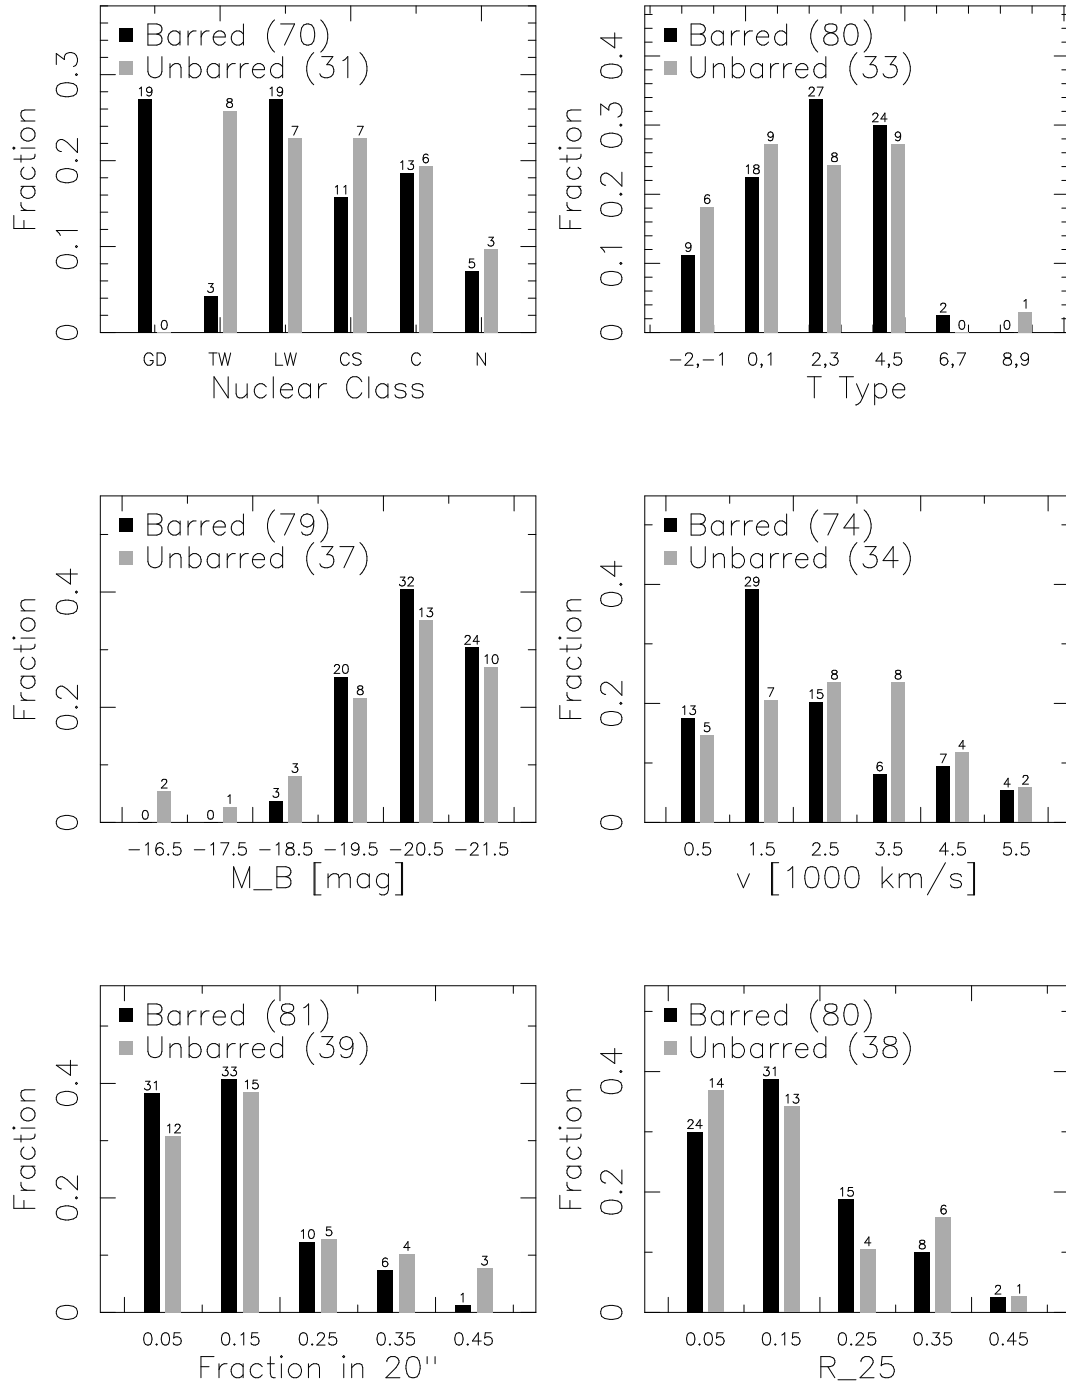 Barred (70)
Unbarred (31)
Fraction
0 0.1 0.2 0.3
19 0 3 8 19 7 11 7 13 6 5 3
GD TW LW CS C N
Nuclear Class
Barred (80)
Unbarred (33)
Fraction
0 0.1 0.2 0.3 0.4
9 6 18 9 27 8 24 9 2 0 0 1
−2,−1 0,1 2,3 4,5 6,7 8,9
T Type
Barred (79)
Unbarred (37)
Fraction
0 0.2 0.4
0 2 0 1 3 3 20 8 32 13 24 10
−16.5 −17.5 −18.5 −19.5 −20.5 −21.5
M_B [mag]
Barred (74)
Unbarred (34)
Fraction
0 0.2 0.4
13 5 29 7 15 8 6 8 7 4 4 2
0.5 1.5 2.5 3.5 4.5 5.5
v [1000 km/s]
Barred (81)
Unbarred (39)
Fraction
0 0.2 0.4
31 12 33 15 10 5 6 4 1 3
0.05 0.15 0.25 0.35 0.45
Fraction in 20"
Barred (80)
Unbarred (38)
Fraction
0 0.2 0.4
24 14 31 13 15 4 8 6 2 1
0.05 0.15 0.25 0.35 0.45
R_25